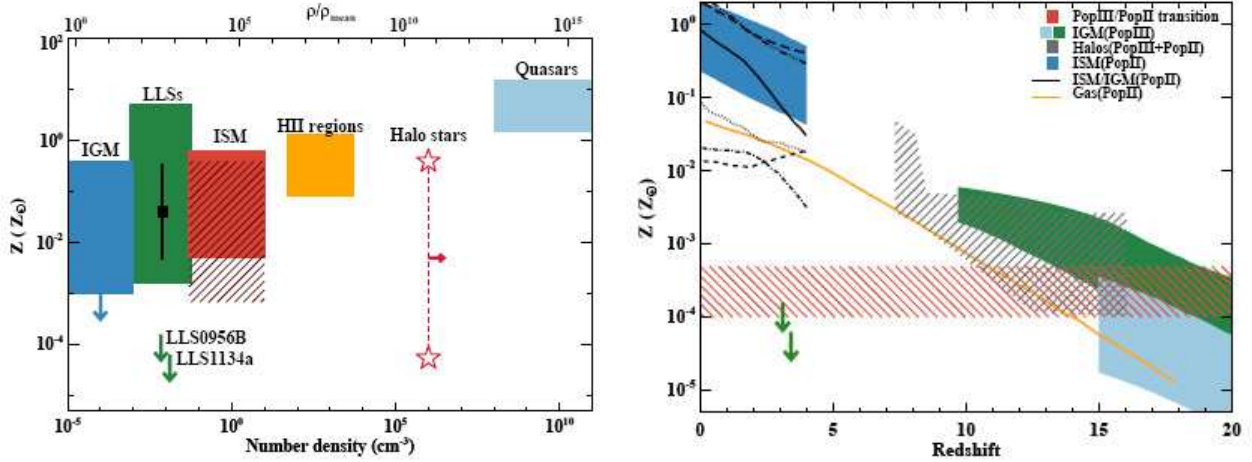 ρ/ρmean
10^0 10^5 10^10 10^15
10^2
10^0
10^-2
10^-4
Z (Z⊙)
Quasars
LLSs
HII regions
ISM
Halo stars
IGM
LLS0956B
LLS1134a
10^-5 10^0 10^5 10^10
Number density (cm^-3)
10^0
10^-1
10^-2
10^-3
10^-4
10^-5
Z (Z⊙)
PopIII/PopII transition
IGM(PopIII)
Halos(PopIII+PopII)
ISM(PopII)
ISM/IGM(PopII)
Gas(PopII)
0 5 10 15 20
Redshift